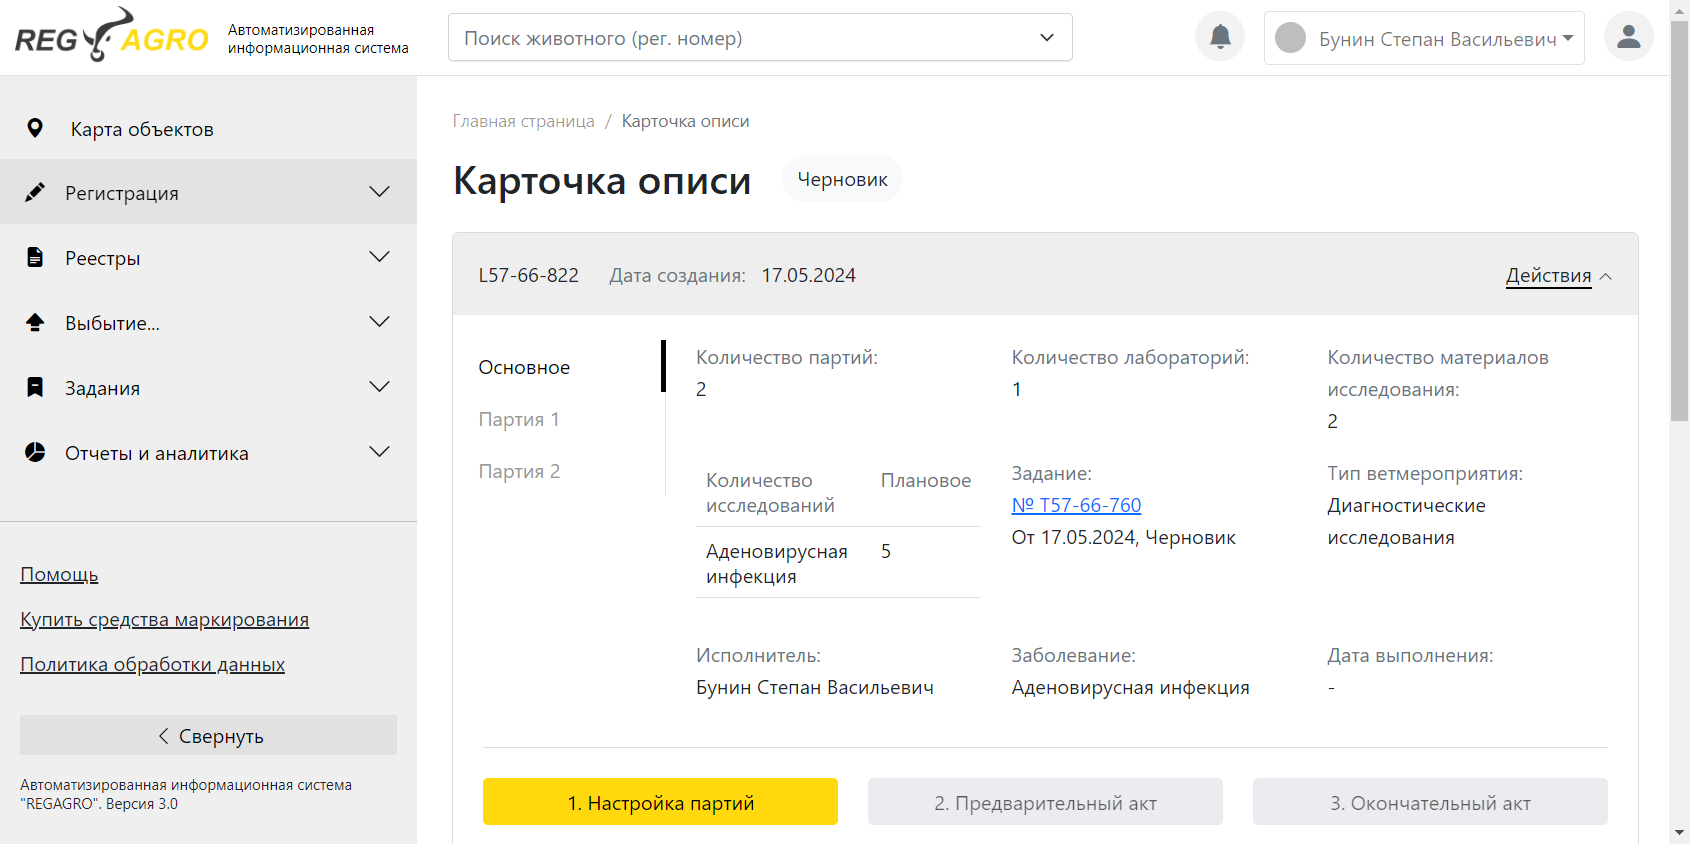 REG AGRO
Автоматизированная
информационная система
Поиск животного (рег. номер)
Бунин Степан Васильевич
Карта объектов
Регистрация
Реестры
Выбытие...
Задания
Отчеты и аналитика
Помощь
Купить средства маркирования
Политика обработки данных
Свернуть
Автоматизированная информационная система
"REGAGRO". Версия 3.0
Главная страница / Карточка описи
Карточка описи
Черновик
L57-66-822 Дата создания: 17.05.2024
Действия
Основное
Партия 1
Партия 2
Количество партий:
2
Количество лабораторий:
1
Количество материалов
исследования:
2
Количество
исследований
Плановое
Аденовирусная
инфекция
5
Задание:
№ T57-66-760
От 17.05.2024, Черновик
Тип ветмероприятия:
Диагностические
исследования
Исполнитель:
Бунин Степан Васильевич
Заболевание:
Аденовирусная инфекция
Дата выполнения:
-
1. Настройка партий
2. Предварительный акт
3. Окончательный акт